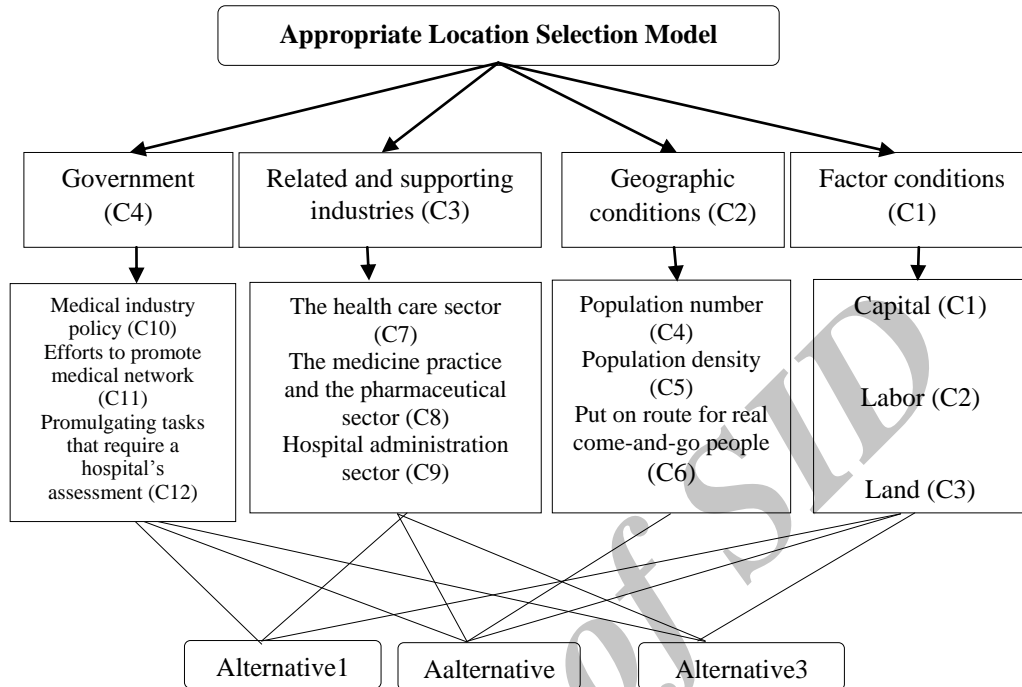 Appropriate Location Selection Model
Government
(C4)
Related and supporting
industries (C3)
Geographic
conditions (C2)
Factor conditions
(C1)
Medical industry
policy (C10)
Efforts to promote
medical network
(C11)
Promulgating tasks
that require a
hospital's
assessment (C12)
The health care sector
(C7)
The medicine practice
and the pharmaceutical
sector (C8)
Hospital administration
sector (C9)
Population number
(C4)
Population density
(C5)
Put on route for real
come-and-go people
(C6)
Capital (C1)
Labor (C2)
Land (C3)
Alternative1
Aalternative
Alternative3
of SID